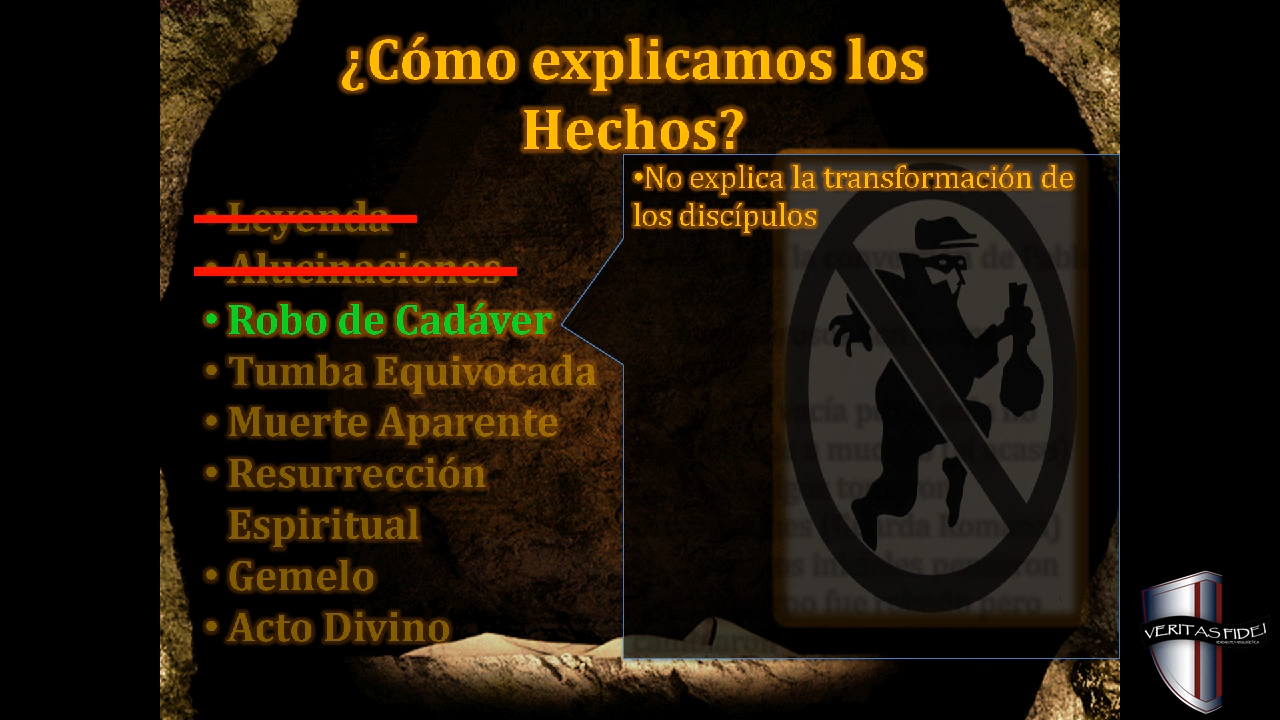 ¿Cómo explicamos los
Hechos?
• Leyenda
• Alucinaciones
• Robo de Cadáver
• Tumba Equivocada
• Muerte Aparente
• Resurrección
Espiritual
• Gemelo
• Acto Divino
•No explica la transformación de
los discípulos
VERITAS FIDEI